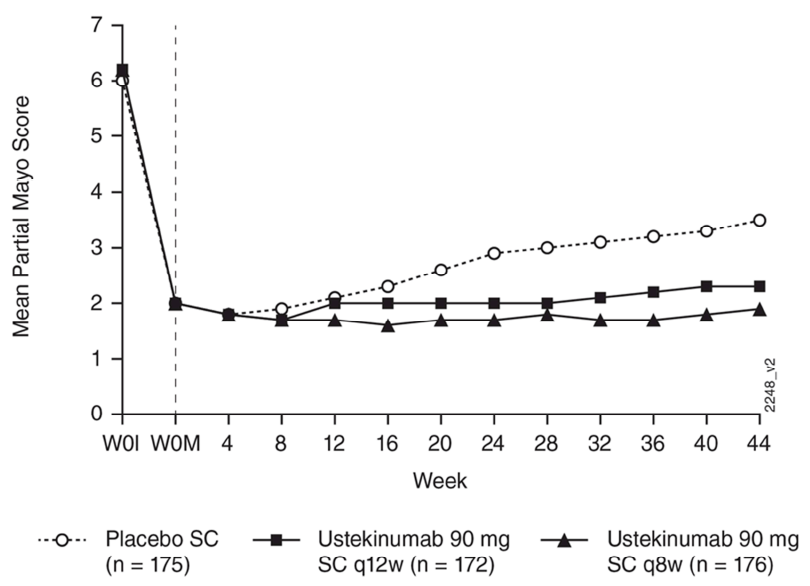 7
6
5
4
3
2
1
0
Mean Partial Mayo Score
W0I W0M 4 8 12 16 20 24 28 32 36 40 44
Week
2248_v2
Placebo SC
(n = 175)
Ustekinumab 90 mg
SC q12w (n = 172)
Ustekinumab 90 mg
SC q8w (n = 176)